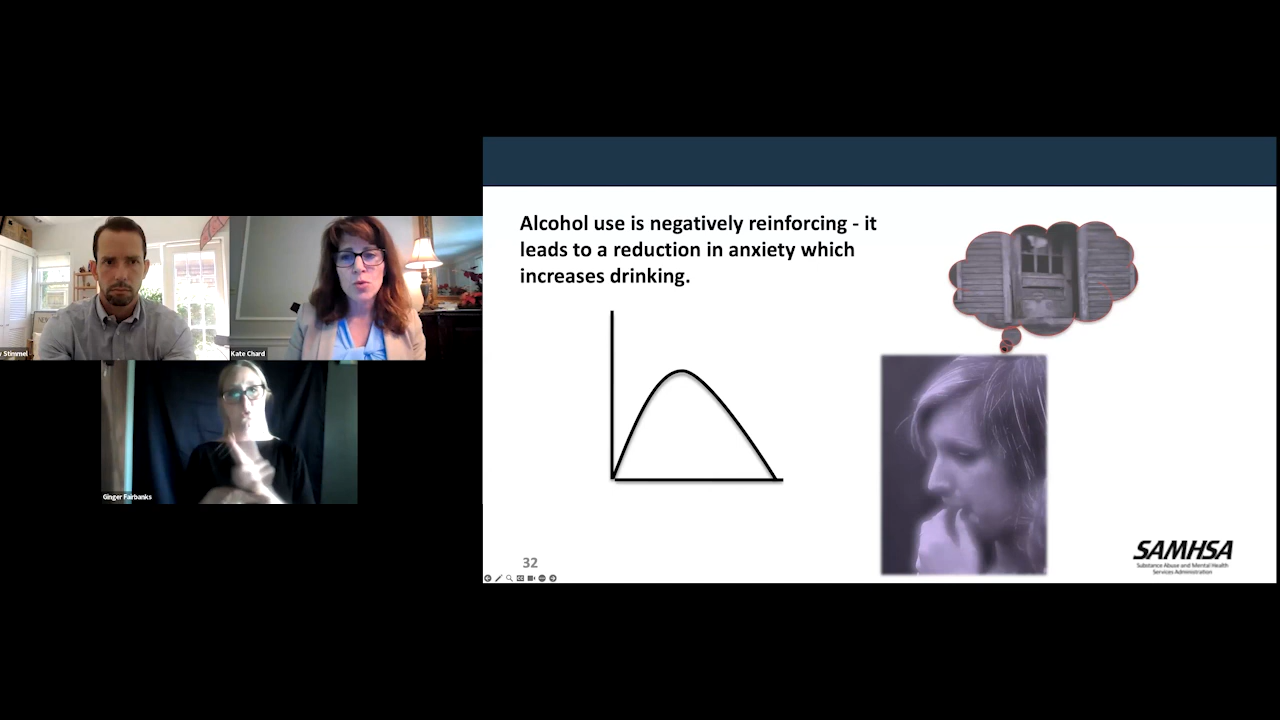 Stimmel
Kate Chard
Ginger Fairbanks
Alcohol use is negatively reinforcing - it
leads to a reduction in anxiety which
increases drinking.
32
SAMHSA
Substance Abuse and Mental Health
Services Administration